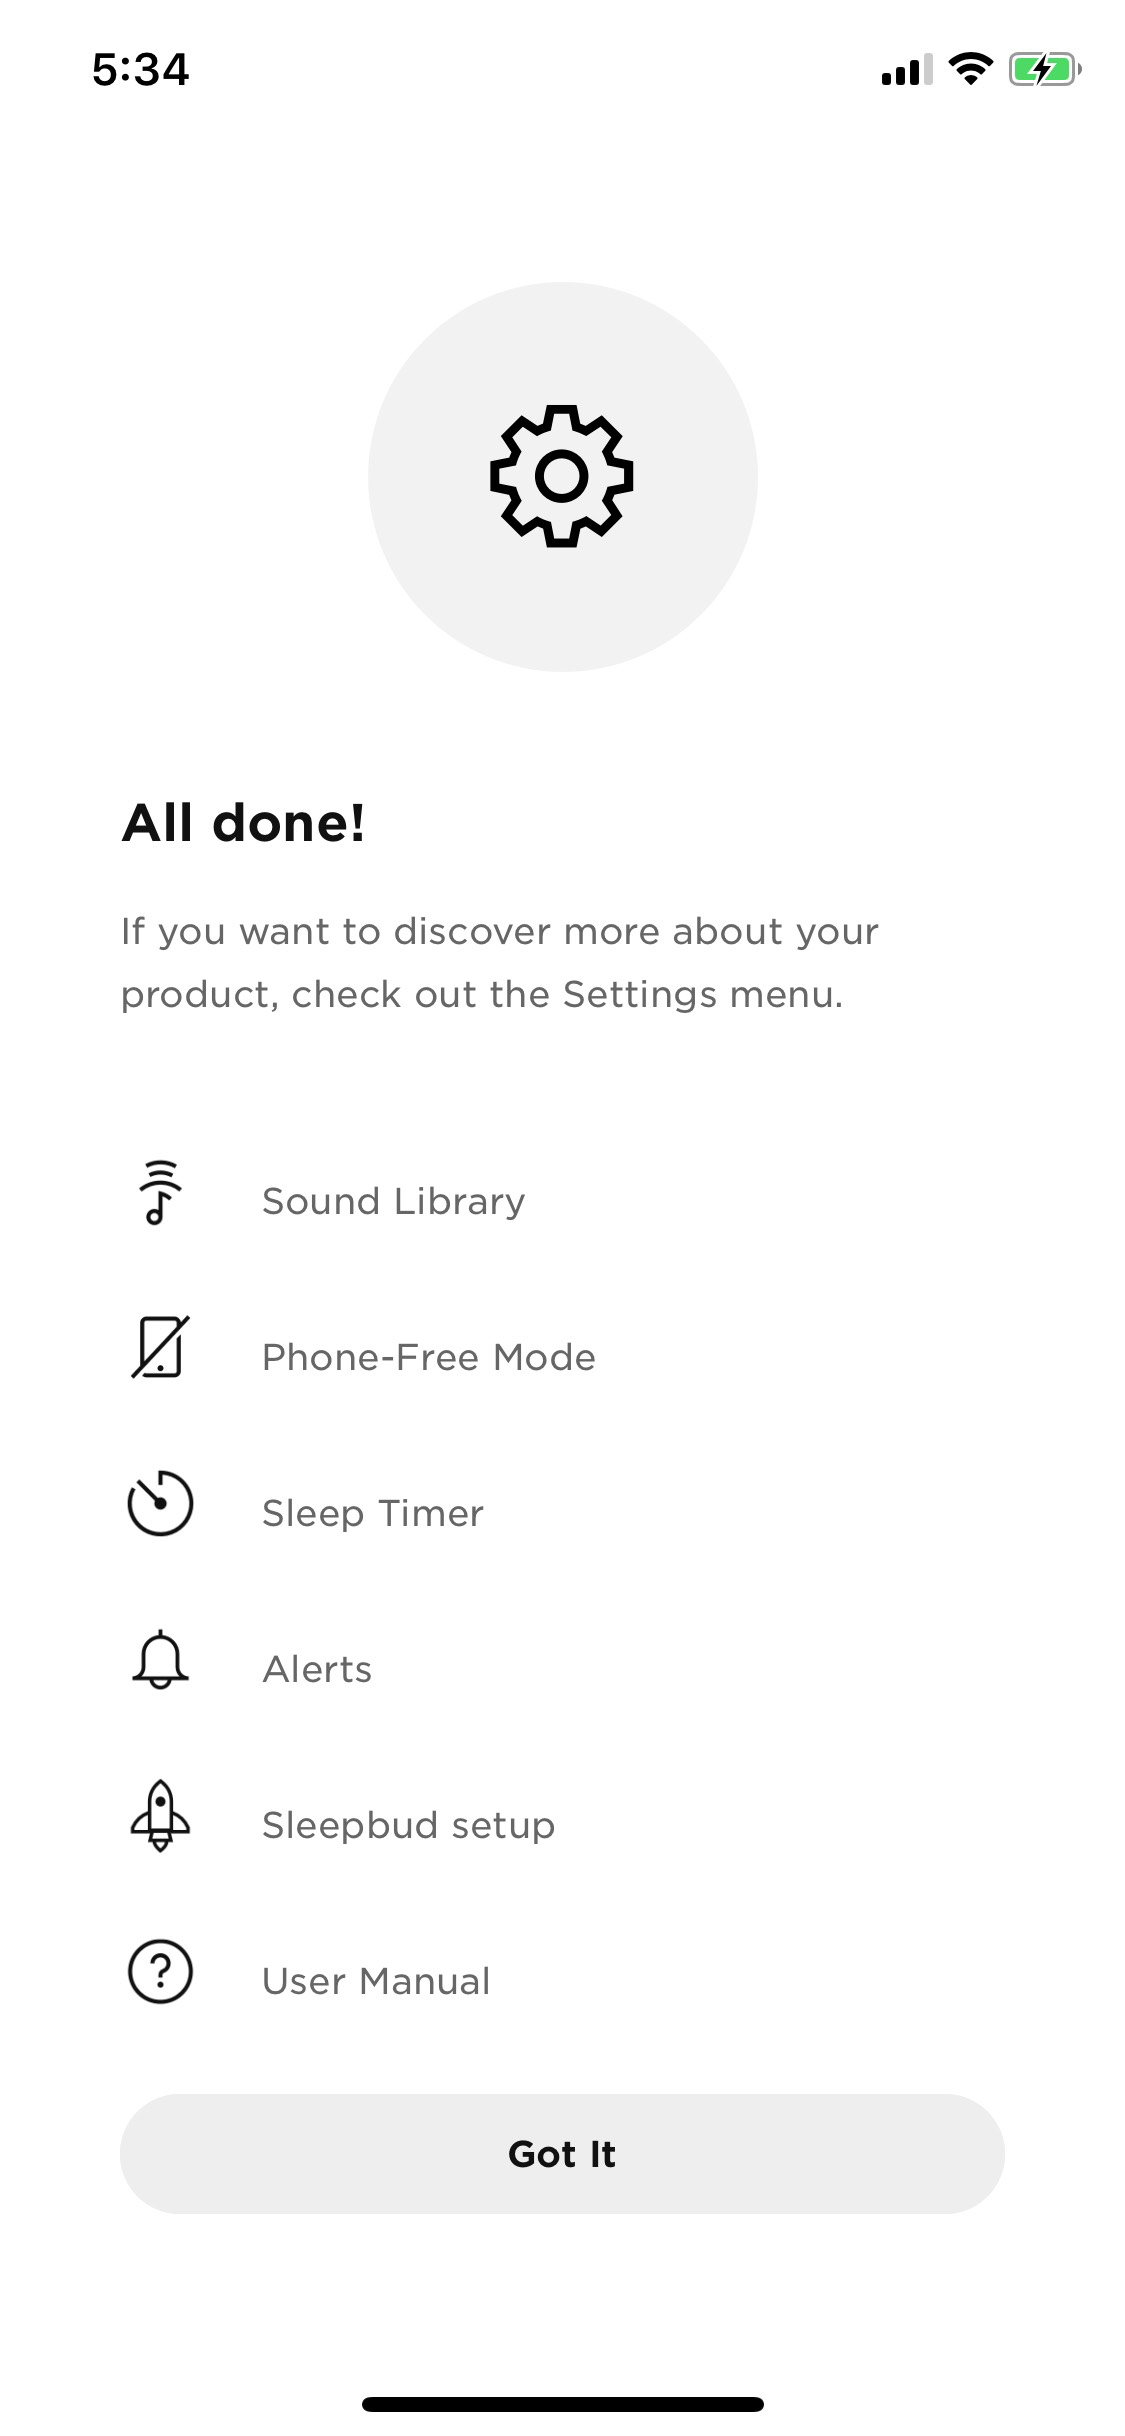 5:34
All done!
If you want to discover more about your
product, check out the Settings menu.
Sound Library
Phone-Free Mode
Sleep Timer
Alerts
Sleepbud setup
User Manual
Got It